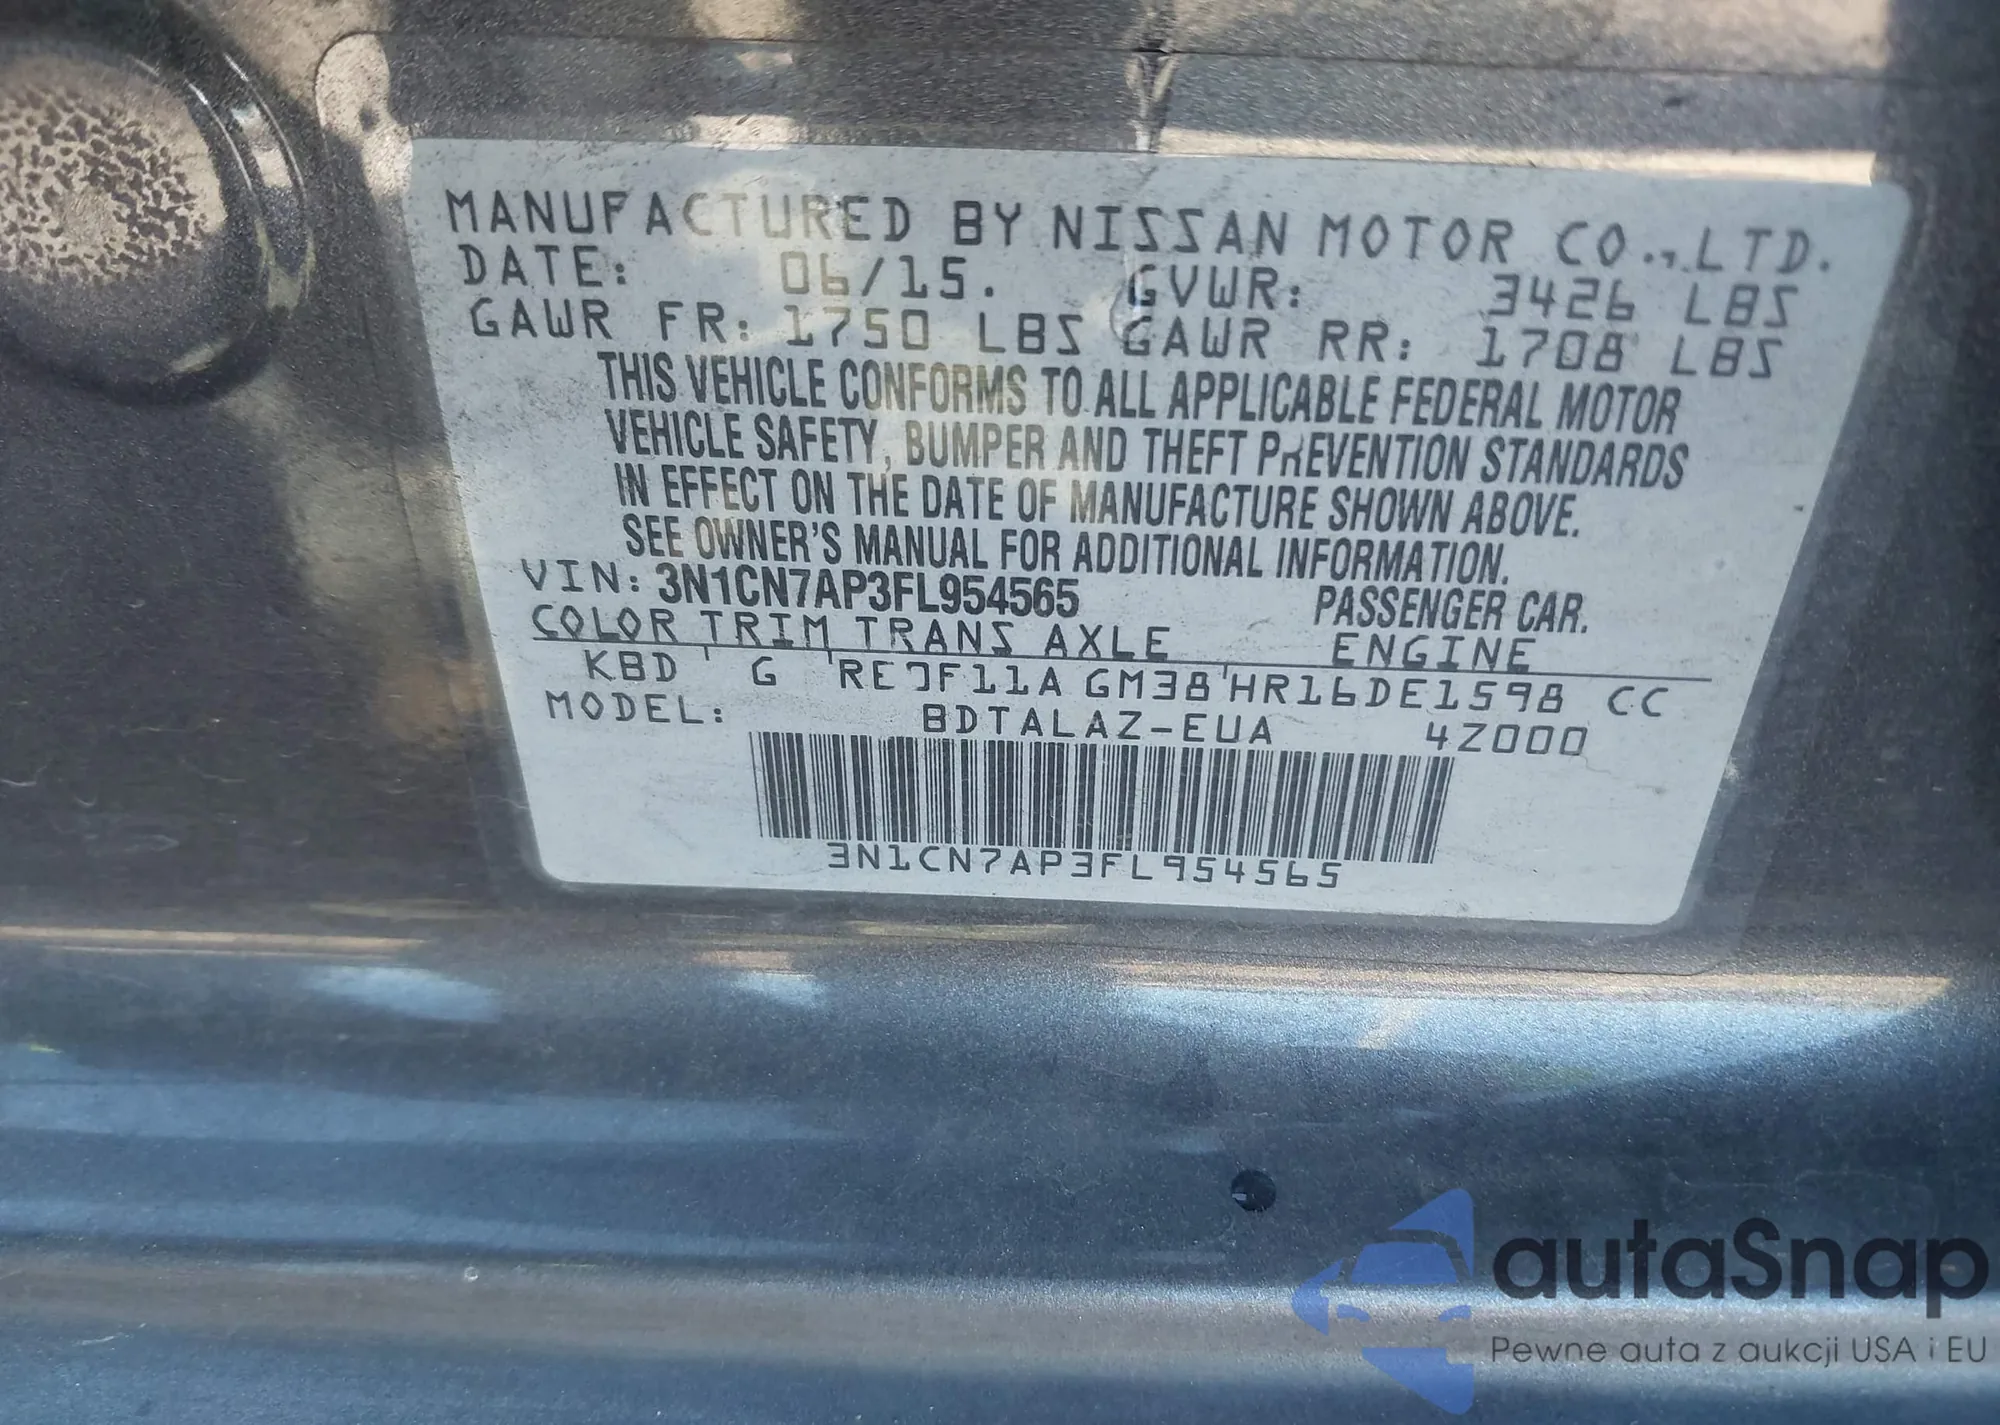 MANUFACTURED BY NISSAN MOTOR CO., LTD.
DATE: 06/15. GVWR: 3426 LBS
GAWR FR: 1750 LBS GAWR RR: 1708 LBS
THIS VEHICLE CONFORMS TO ALL APPLICABLE FEDERAL MOTOR
VEHICLE SAFETY, BUMPER AND THEFT PREVENTION STANDARDS
IN EFFECT ON THE DATE OF MANUFACTURE SHOWN ABOVE.
SEE OWNER'S MANUAL FOR ADDITIONAL INFORMATION.
VIN: 3N1CN7AP3FL954565 PASSENGER CAR.
COLOR TRIM TRANS AXLE ENGINE
KBD G RE0F11A GM38 HR16DE1598 CC
MODEL: BDTALAZ-EUA 4Z000
3N1CN7AP3FL954565
autaSnap
Pewne auta z aukcji USA i EU